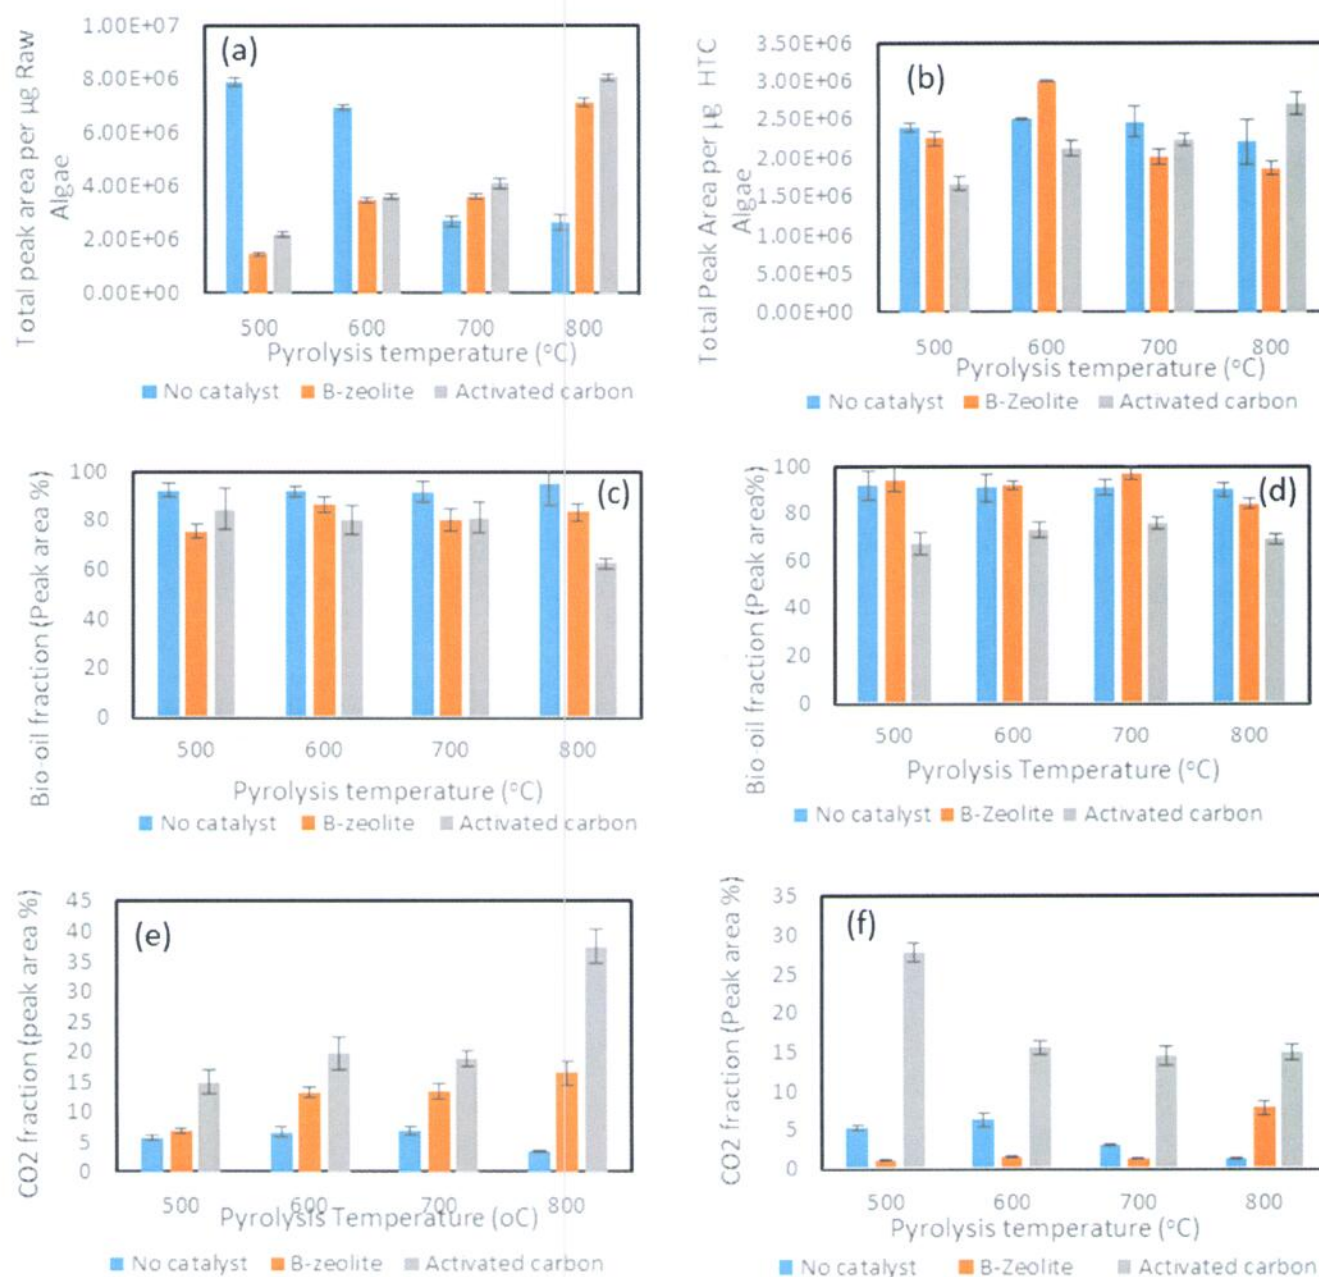 Total peak area per µg Raw
Algae
1.00E+07
8.00E+06
6.00E+06
4.00E+06
2.00E+06
0.00E+00
(a)
500 600 700 800
Pyrolysis temperature (°C)
No catalyst B-zeolite Activated carbon
Total Peak Area per µg HTC
Algae
3.50E+06
3.00E+06
2.50E+06
2.00E+06
1.50E+06
1.00E+06
5.00E+05
0.00E+00
(b)
500 600 700 800
Pyrolysis temperature (°C)
No catalyst B-Zeolite Activated carbon
Bio-oil fraction (Peak area %)
100
80
60
40
20
0
(c)
500 600 700 800
Pyrolysis temperature (°C)
No catalyst B-zeolite Activated carbon
Bio-oil fraction (Peak area%)
100
80
60
40
20
0
(d)
500 600 700 800
Pyrolysis Temperature (°C)
No catalyst B-Zeolite Activated carbon
CO2 fraction (peak area %)
45
40
35
30
25
20
15
10
5
0
(e)
500 600 700 800
Pyrolysis Temperature (oC)
No catalyst B-zeolite Activated carbon
CO2 fraction (Peak area %)
35
30
25
20
15
10
5
0
(f)
500 600 700 800
Pyrolysis temperature (°C)
No catalyst B-Zeolite Activated carbon